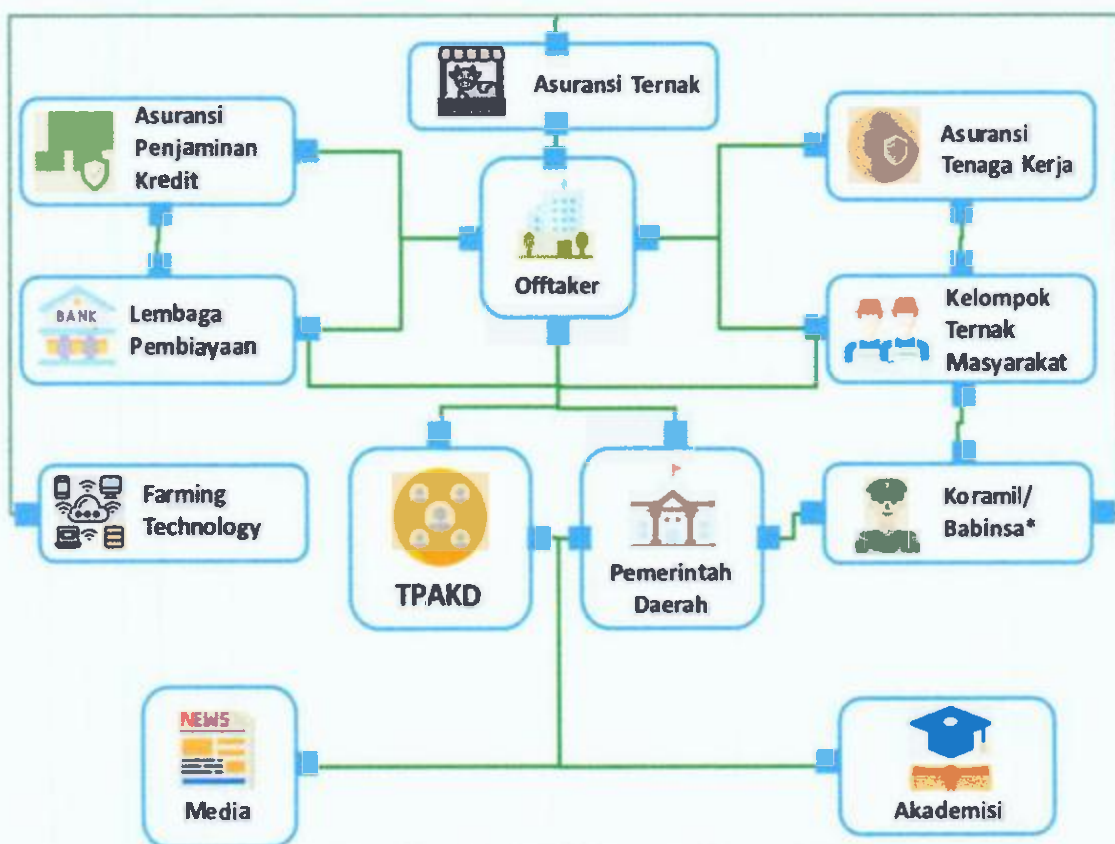 Asuransi Ternak
Asuransi
Penjaminan
Kredit
Asuransi
Tenaga Kerja
Offtaker
BANK
Lembaga
Pembiayaan
Kelompok
Ternak
Masyarakat
Farming
Technology
TPAKD
Pemerintah
Daerah
Koramil/
Babinsa*
NEWS
Media
Akademisi